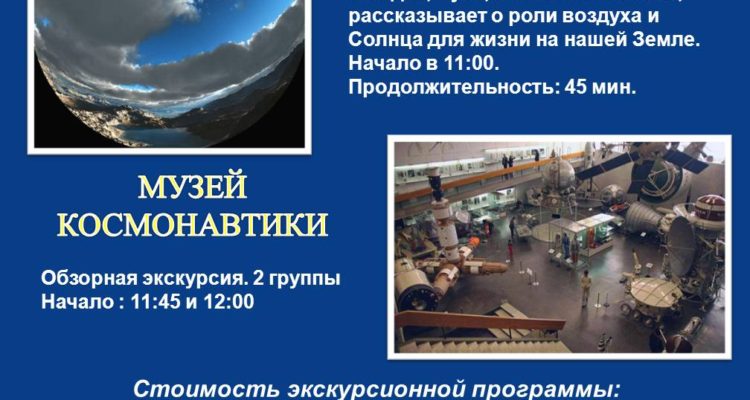 рассказывает о роли воздуха и
Солнца для жизни на нашей Земле.
Начало в 11:00.
Продолжительность: 45 мин.
МУЗЕЙ
КОСМОНАВТИКИ
Обзорная экскурсия. 2 группы
Начало : 11:45 и 12:00
Стоимость экскурсионной программы: